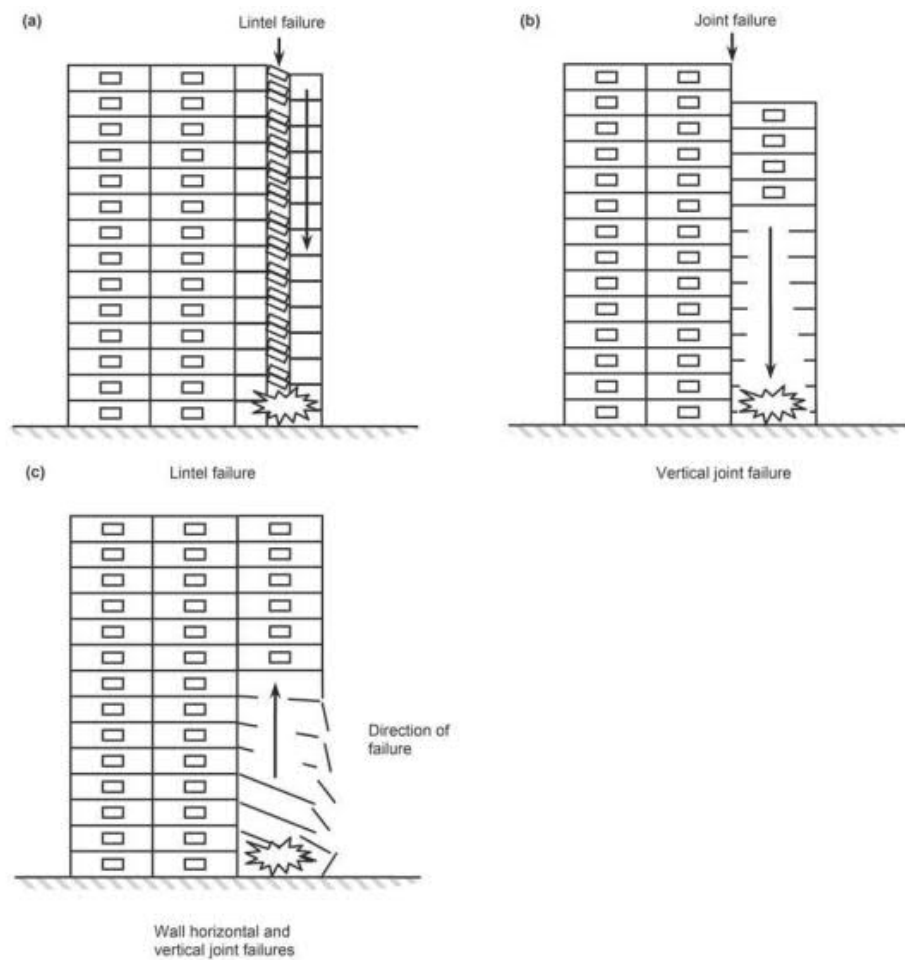 (a)
Lintel failure
(b)
Joint failure
(c)
Lintel failure
Vertical joint failure
Direction of
failure
Wall horizontal and
vertical joint failures